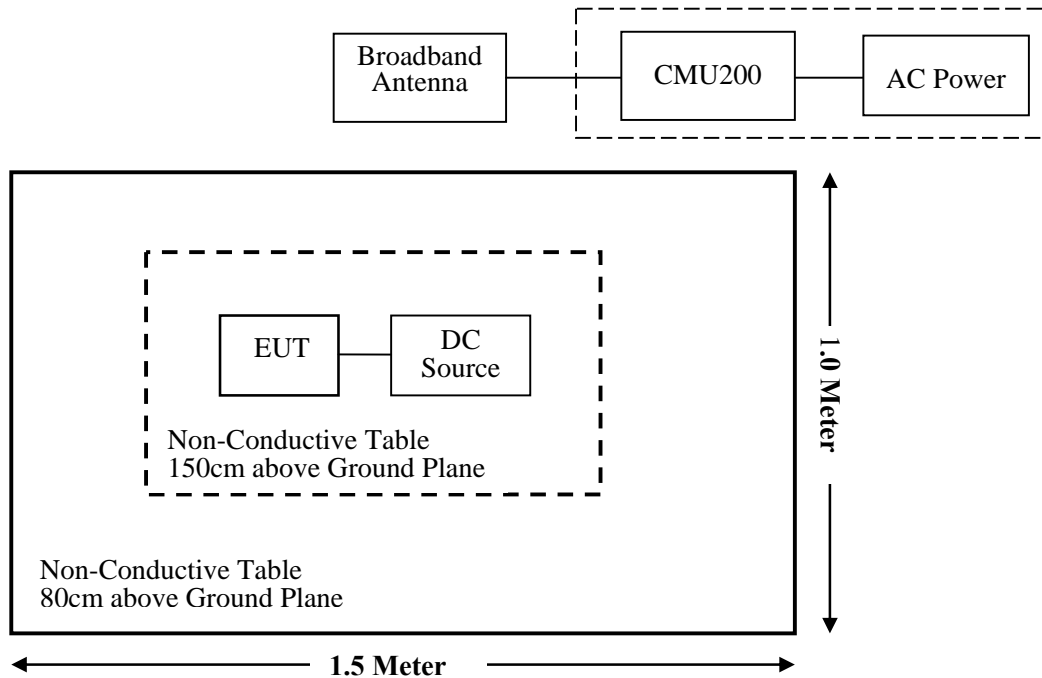 Broadband
Antenna
CMU200
AC Power
EUT
DC
Source
Non-Conductive Table
150cm above Ground Plane
Non-Conductive Table
80cm above Ground Plane
1.0 Meter
1.5 Meter